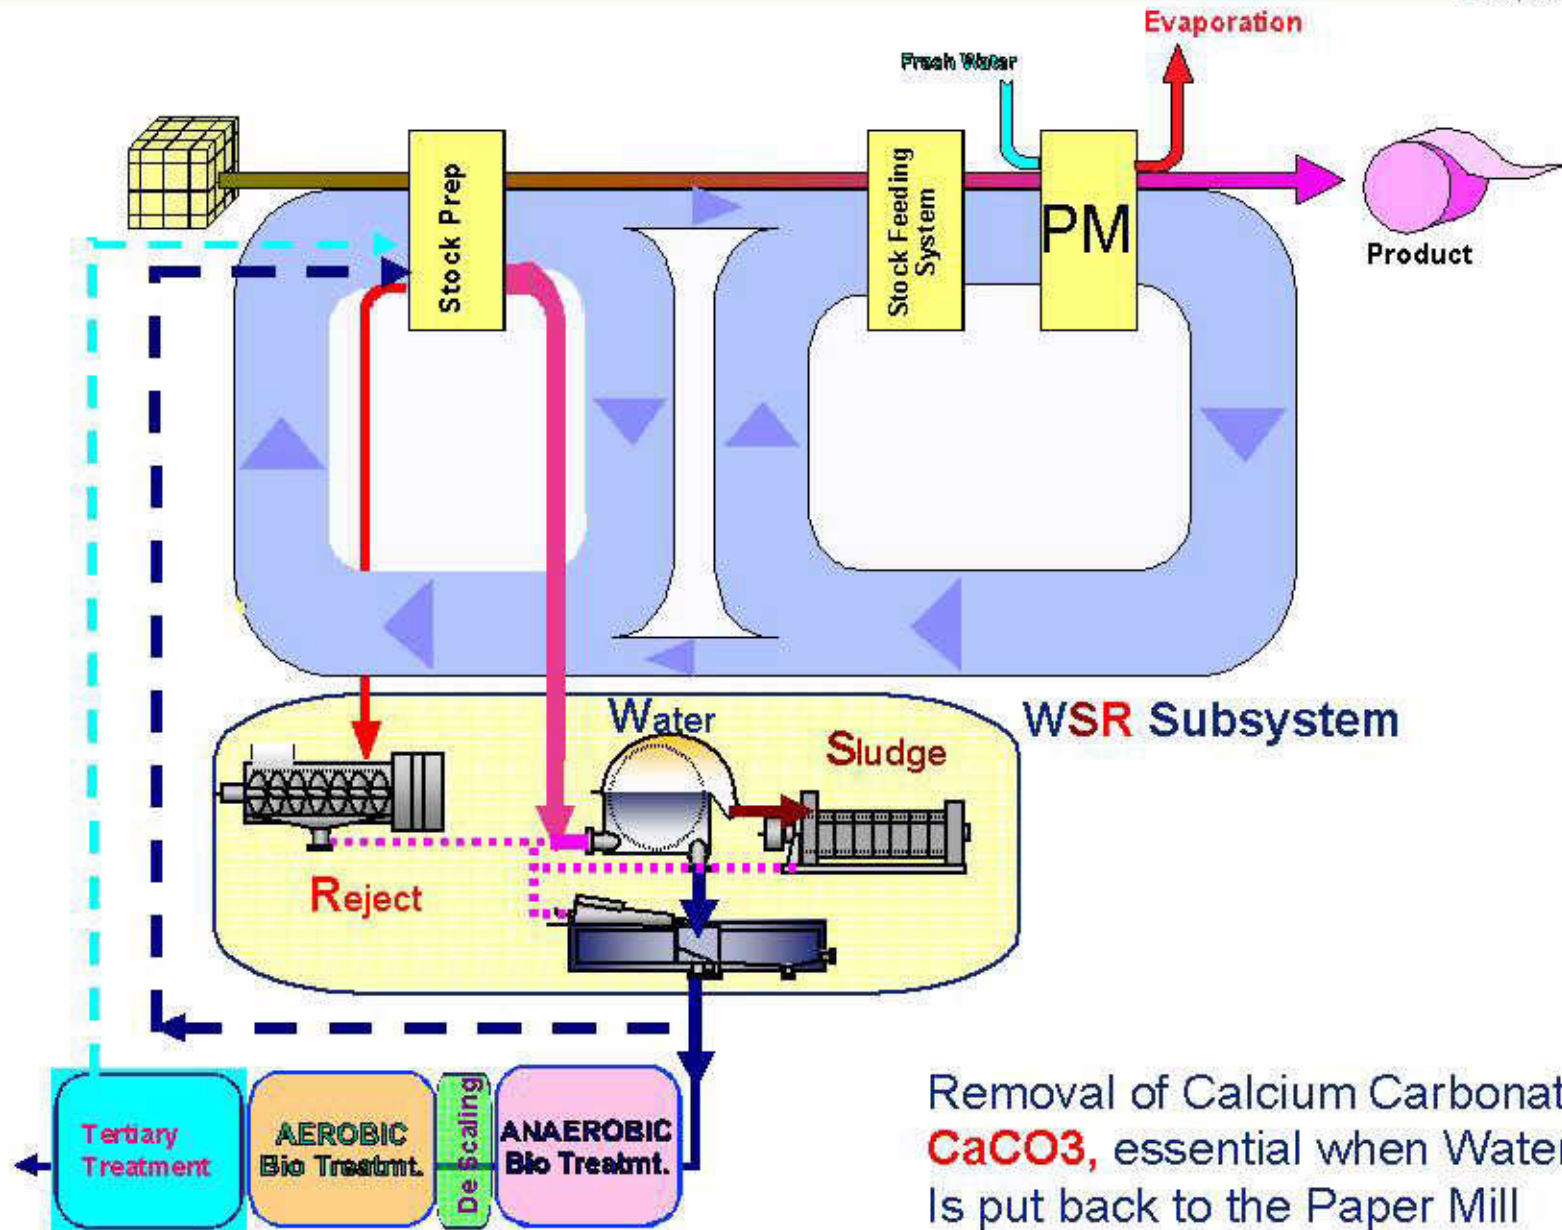 Evaporation
Fresh Water
Stock Prep
Stock Feeding
System
PM
Product
WSR Subsystem
Water
Sludge
Reject
Tertiary
Treatment
AEROBIC
Bio Treatmt.
De Scaling
ANAEROBIC
Bio Treatmt.
Removal of Calcium Carbonat
CaCO3, essential when Water
Is put back to the Paper Mill